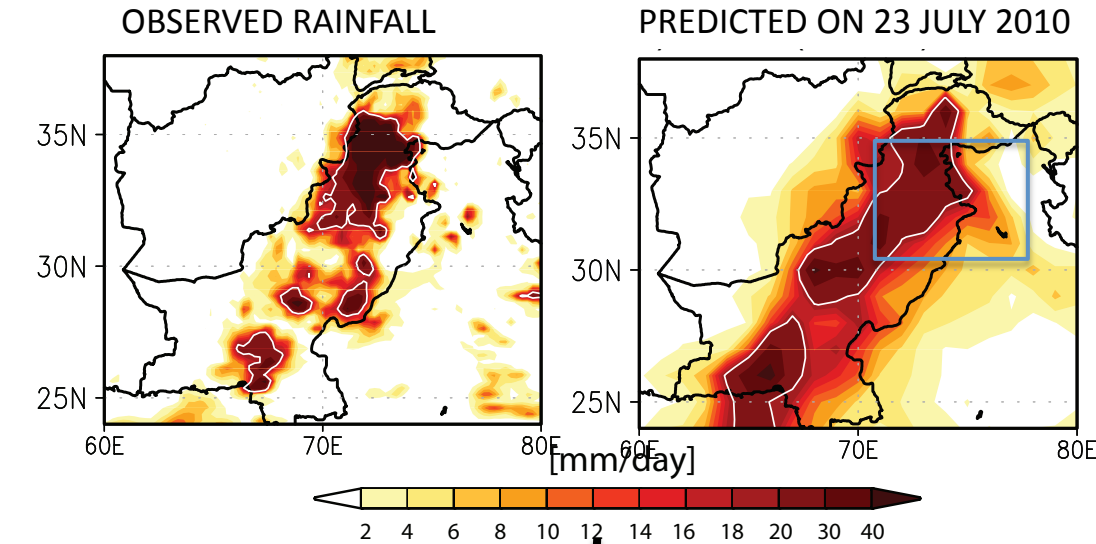 OBSERVED RAINFALL
PREDICTED ON 23 JULY 2010
35N
30N
25N
60E
70E
80E
35N
30N
25N
60E
70E
80E
[mm/day]
2 4 6 8 10 12 14 16 18 20 30 40